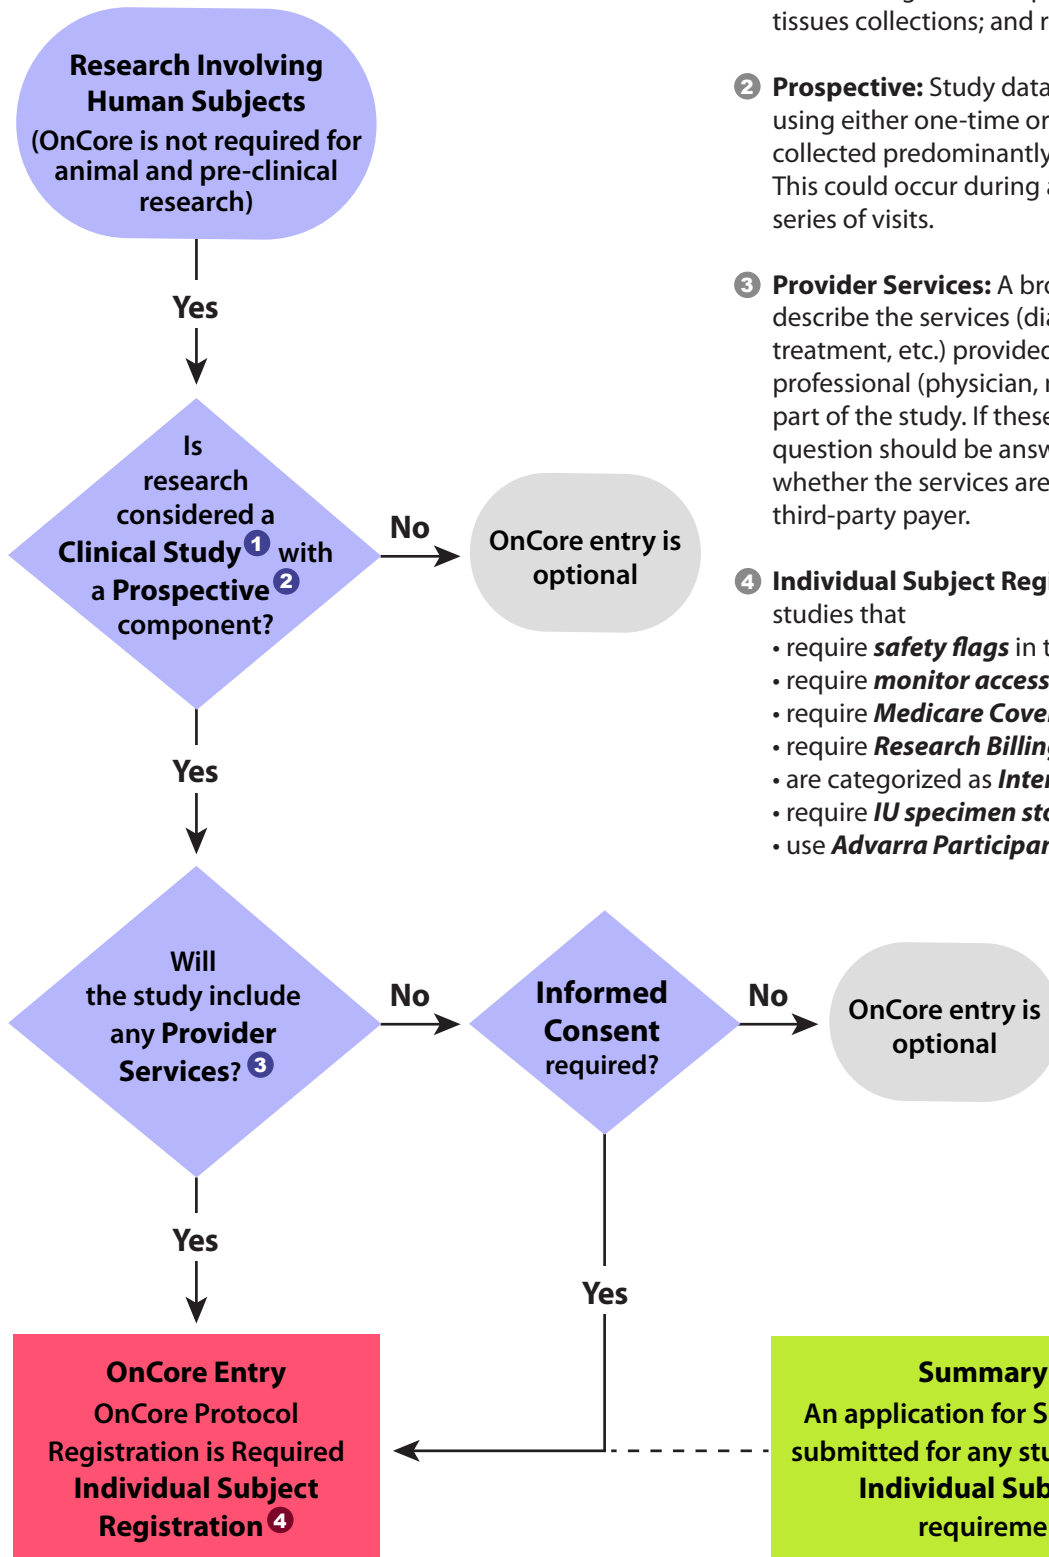 Research Involving
Human Subjects
(OnCore is not required for
animal and pre-clinical
research)
Yes
Is
research
considered a
Clinical Study 1 with
a Prospective 2
component?
No
OnCore entry is
optional
Yes
Will
the study include
any Provider
Services? 3
No
Informed
Consent
required?
No
OnCore entry is
optional
Yes
Yes
OnCore Entry
OnCore Protocol
Registration is Required
Individual Subject
Registration 4
Summary
An application for S
submitted for any stu
Individual Sub
requireme
tissues collections; and r
2 Prospective: Study data
using either one-time or
collected predominantly
This could occur during a
series of visits.
3 Provider Services: A bro
describe the services (dia
treatment, etc.) provided
professional (physician, n
part of the study. If these
question should be answ
whether the services are
third-party payer.
4 Individual Subject Regi
studies that
• require safety flags in t
• require monitor access
• require Medicare Cove
• require Research Billin
• are categorized as Inter
• require IU specimen sto
• use Advarra Participan